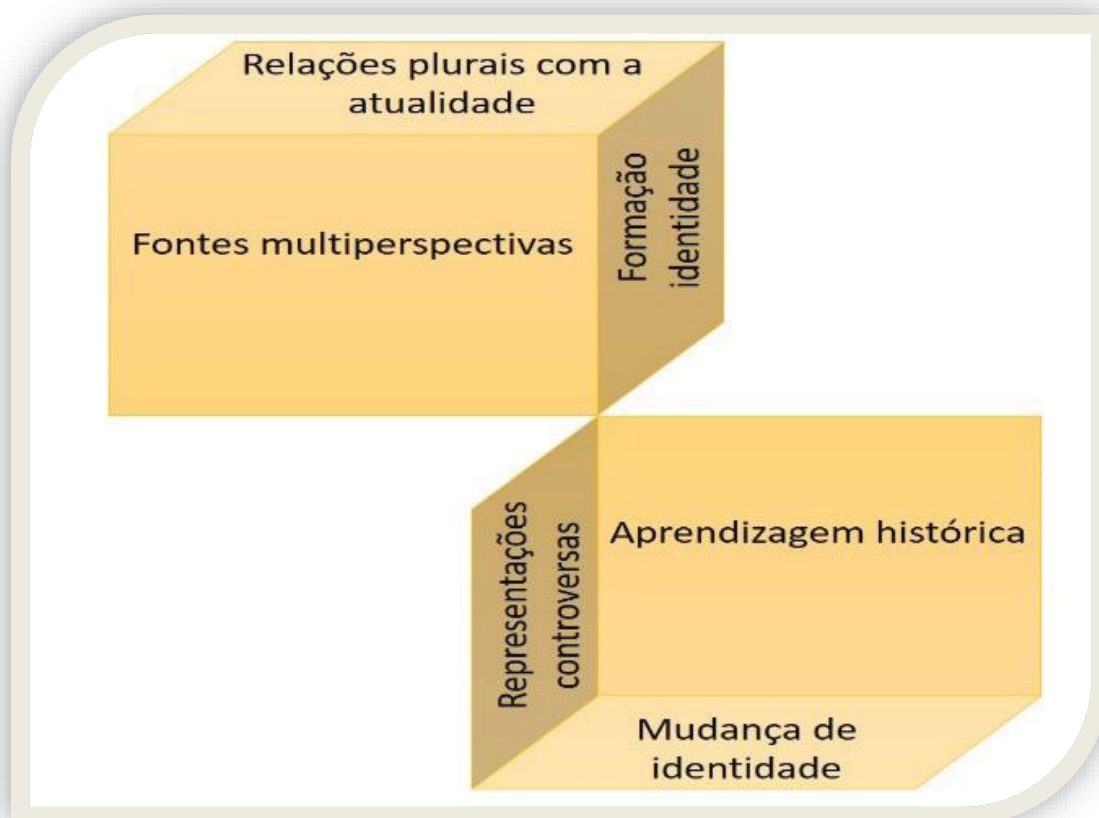 Relações plurais com a
atualidade
Fontes multiperspectivas
Formação
identidade
Representações
controversas
Aprendizagem histórica
Mudança de
identidade